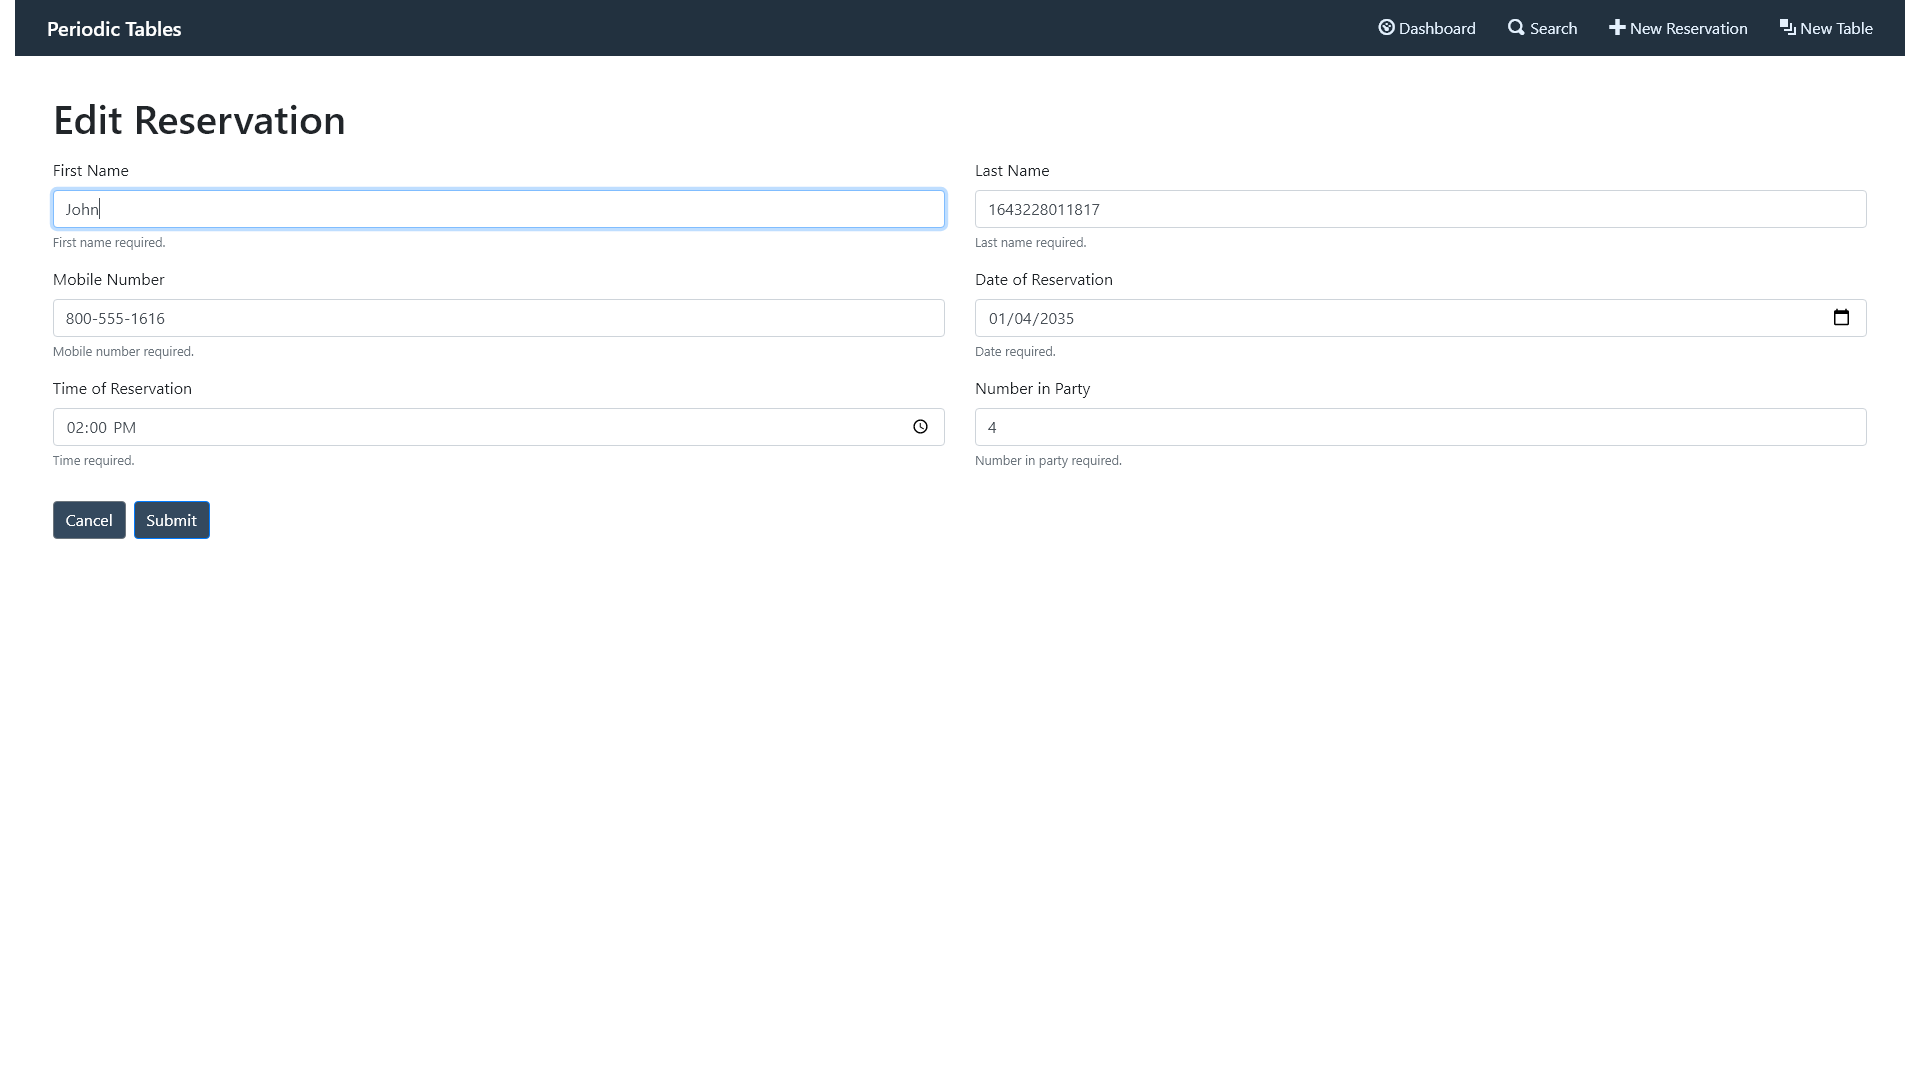 Periodic Tables
Dashboard
Search
New Reservation
New Table
Edit Reservation
First Name
John
First name required.
Last Name
1643228011817
Last name required.
Mobile Number
800-555-1616
Mobile number required.
Date of Reservation
01/04/2035
Date required.
Time of Reservation
02:00 PM
Time required.
Number in Party
4
Number in party required.
Cancel
Submit